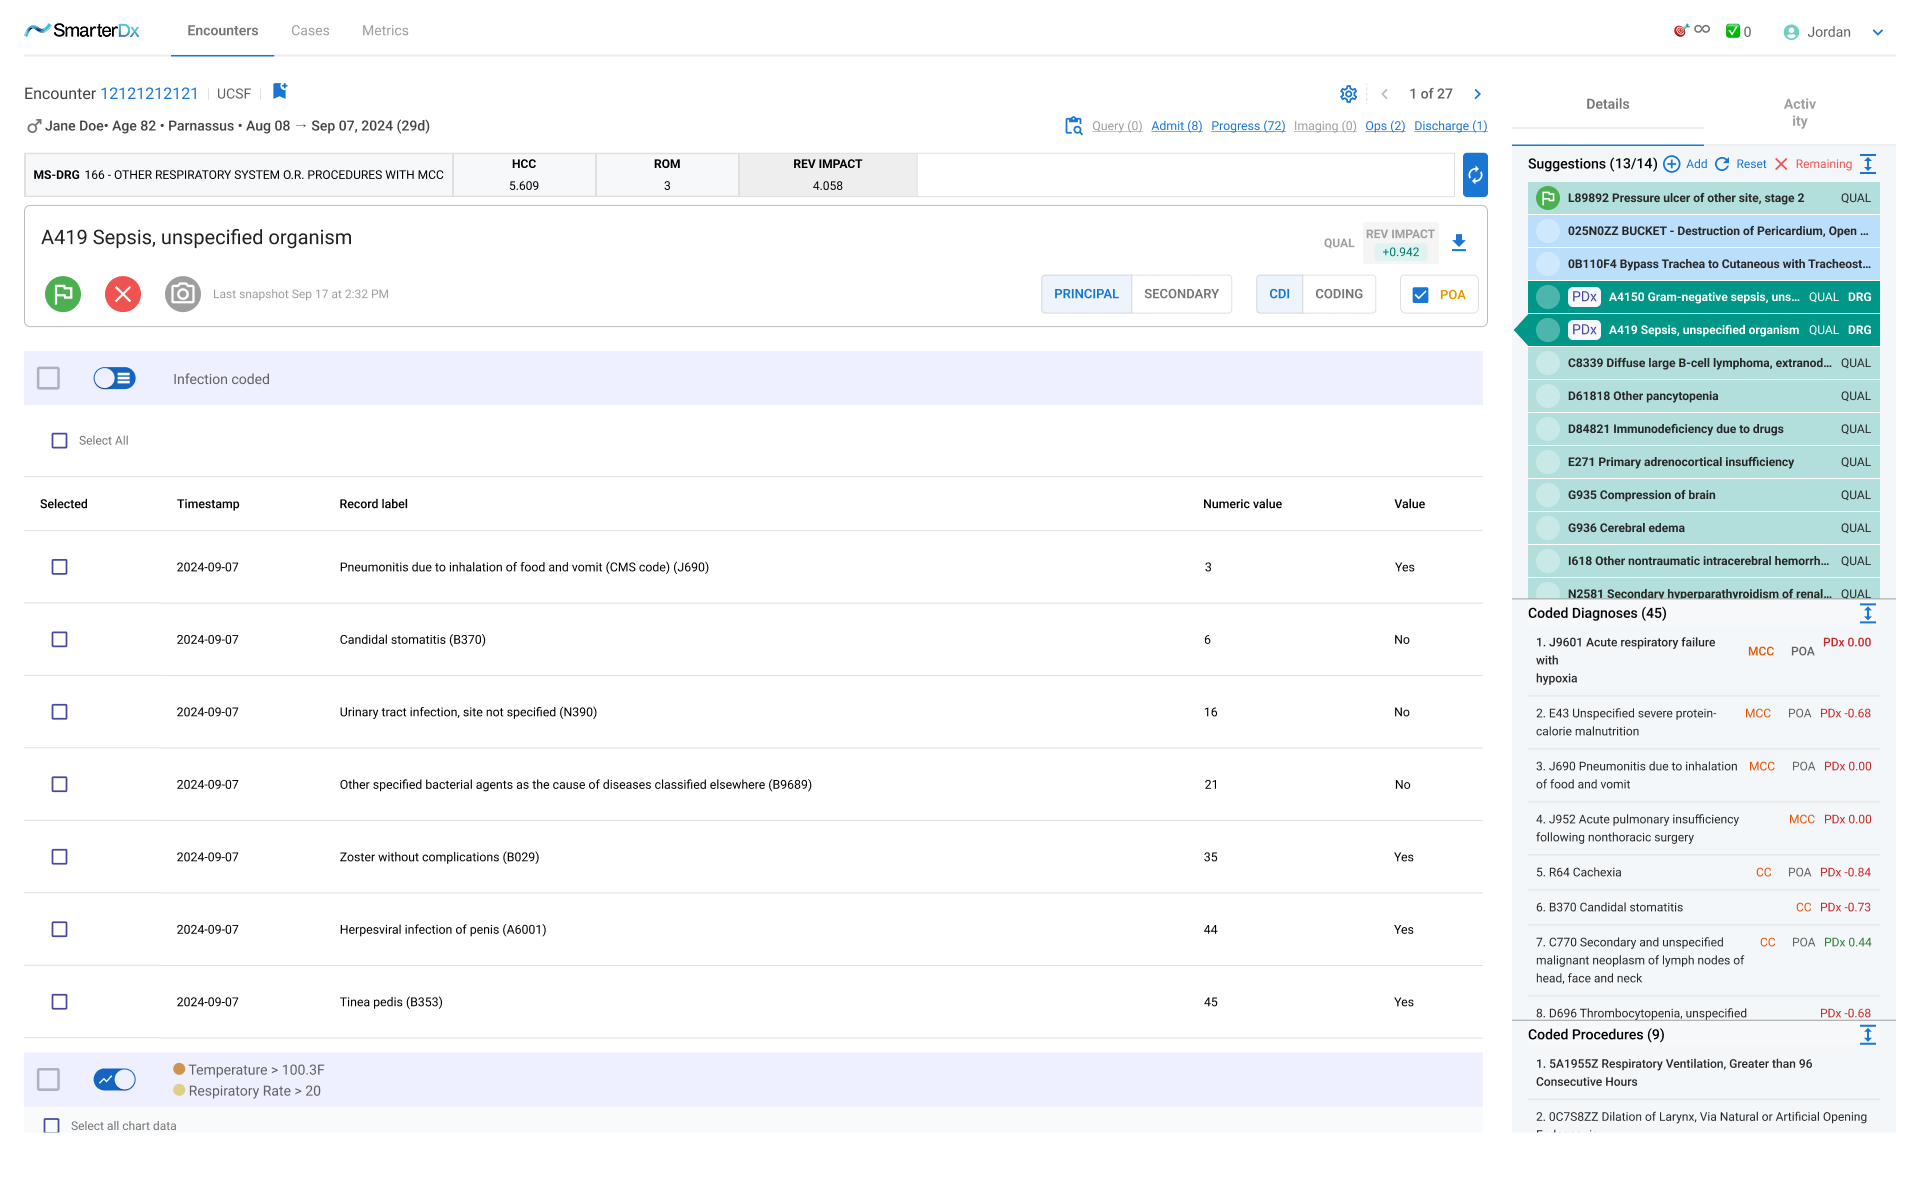 SmarterDx
Encounters
Cases
Metrics
0
Jordan
Encounter 12121212121
UCSF
1 of 27
Jane Doe• Age 82 • Parnassus • Aug 08 → Sep 07, 2024 (29d)
Query (0) Admit (8) Progress (72) Imaging (0) Ops (2) Discharge (1)
MS-DRG 166 - OTHER RESPIRATORY SYSTEM O.R. PROCEDURES WITH MCC
HCC
5.609
ROM
3
REV IMPACT
4.058
A419 Sepsis, unspecified organism
QUAL
REV IMPACT
+0.942
Last snapshot Sep 17 at 2:32 PM
PRINCIPAL SECONDARY
CDI CODING
POA
Infection coded
Select All
Selected Timestamp Record label Numeric value Value
2024-09-07 Pneumonitis due to inhalation of food and vomit (CMS code) (J690) 3 Yes
2024-09-07 Candidal stomatitis (B370) 6 No
2024-09-07 Urinary tract infection, site not specified (N390) 16 No
2024-09-07 Other specified bacterial agents as the cause of diseases classified elsewhere (B9689) 21 No
2024-09-07 Zoster without complications (B029) 35 Yes
2024-09-07 Herpesviral infection of penis (A6001) 44 Yes
2024-09-07 Tinea pedis (B353) 45 Yes
Temperature > 100.3F
Respiratory Rate > 20
Select all chart data
Details
Activ
ity
Suggestions (13/14) Add Reset Remaining
L89892 Pressure ulcer of other site, stage 2 QUAL
025N0ZZ BUCKET - Destruction of Pericardium, Open ...
0B110F4 Bypass Trachea to Cutaneous with Tracheost...
PDx A4150 Gram-negative sepsis, uns... QUAL DRG
PDx A419 Sepsis, unspecified organism QUAL DRG
C8339 Diffuse large B-cell lymphoma, extranod... QUAL
D61818 Other pancytopenia QUAL
D84821 Immunodeficiency due to drugs QUAL
E271 Primary adrenocortical insufficiency QUAL
G935 Compression of brain QUAL
G936 Cerebral edema QUAL
I618 Other nontraumatic intracerebral hemorrh... QUAL
N2581 Secondary hyperparathyroidism of renal... QUAL
Coded Diagnoses (45)
1. J9601 Acute respiratory failure MCC POA PDx 0.00
with
hypoxia
2. E43 Unspecified severe protein- MCC POA PDx -0.68
calorie malnutrition
3. J690 Pneumonitis due to inhalation MCC POA PDx 0.00
of food and vomit
4. J952 Acute pulmonary insufficiency MCC PDx 0.00
following nonthoracic surgery
5. R64 Cachexia CC POA PDx -0.84
6. B370 Candidal stomatitis CC PDx -0.73
7. C770 Secondary and unspecified CC POA PDx 0.44
malignant neoplasm of lymph nodes of
head, face and neck
8. D696 Thrombocytopenia, unspecified PDx -0.68
Coded Procedures (9)
1. 5A1955Z Respiratory Ventilation, Greater than 96
Consecutive Hours
2. 0C7S8ZZ Dilation of Larynx, Via Natural or Artificial Opening